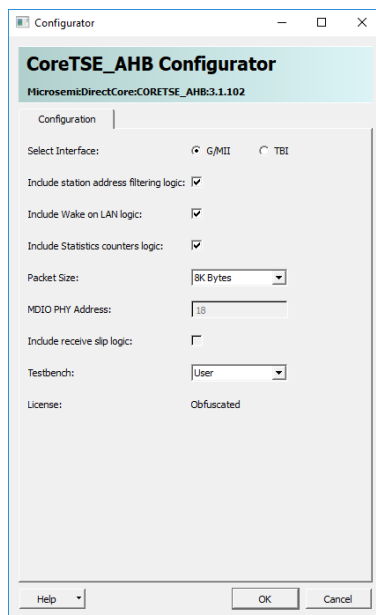 Configurator
CoreTSE_AHB Configurator
Microsemi:DirectCore:CORETSE_AHB:3.1.102
Configuration
Select Interface: G/MII TBI
Include station address filtering logic:
Include Wake on LAN logic:
Include Statistics counters logic:
Packet Size: 8K Bytes
MDIO PHY Address: 18
Include receive slip logic:
Testbench: User
License: Obfuscated
Help OK Cancel